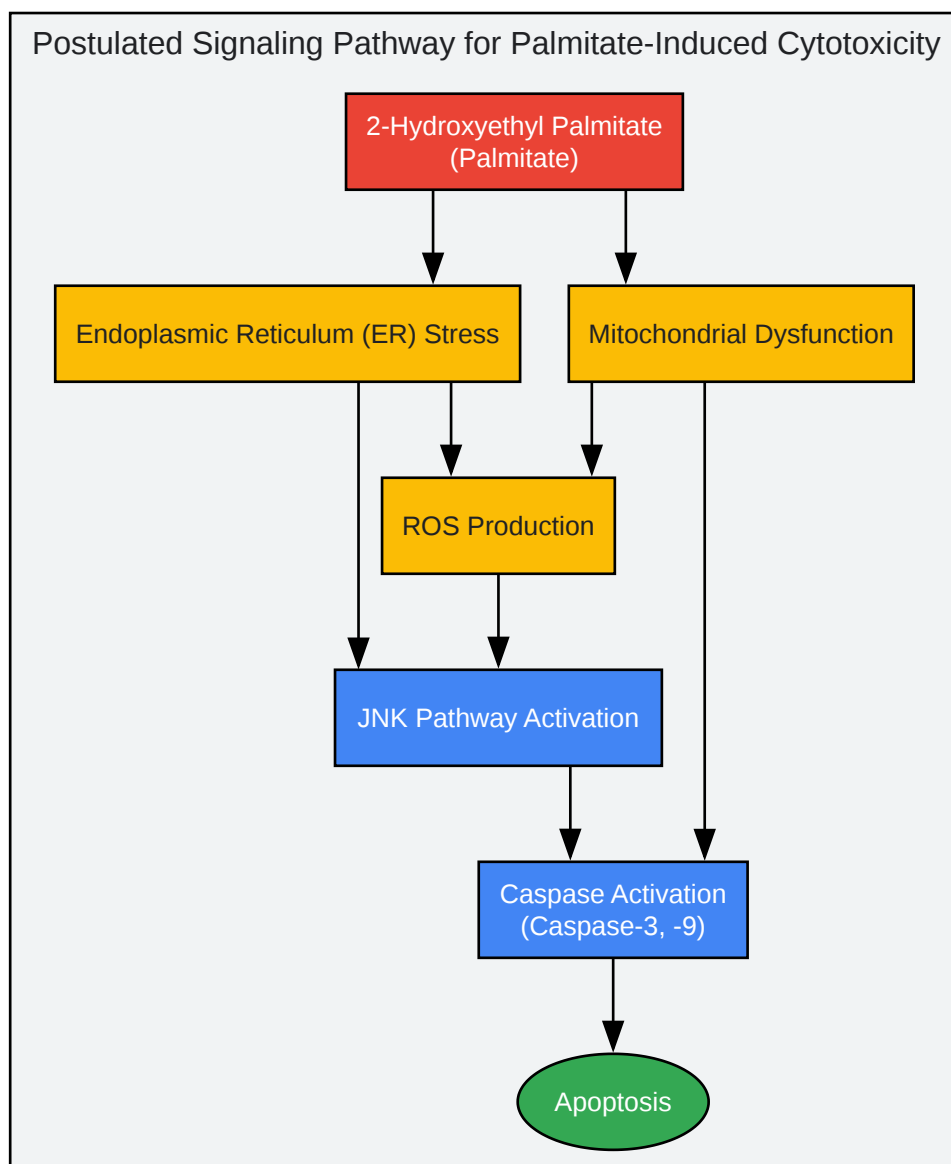 Postulated Signaling Pathway for Palmitate-Induced Cytotoxicity
2-Hydroxyethyl Palmitate
(Palmitate)
Endoplasmic Reticulum (ER) Stress
Mitochondrial Dysfunction
ROS Production
JNK Pathway Activation
Caspase Activation
(Caspase-3, -9)
Apoptosis